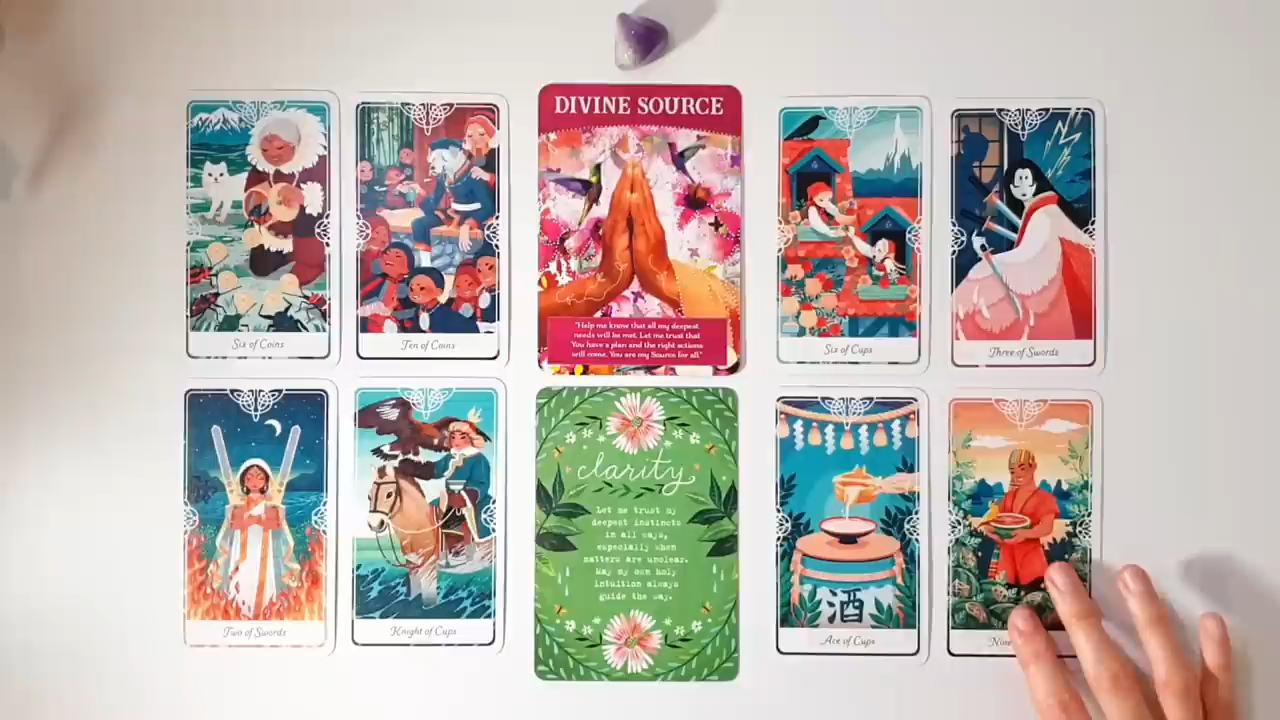 DIVINE SOURCE
"Help me know that all my deepest
needs will be met. Let me trust that
You have a plan and the right actions
will come. You are my Source for all."
Six of Coins
Ten of Coins
Six of Cups
Three of Swords
clarity
Let me trust my
deepest instincts
in all ways,
especially when
matters are unclear.
May my own holy
intuition always
guide the way.
酒
Two of Swords
Knight of Cups
Ace of Cups